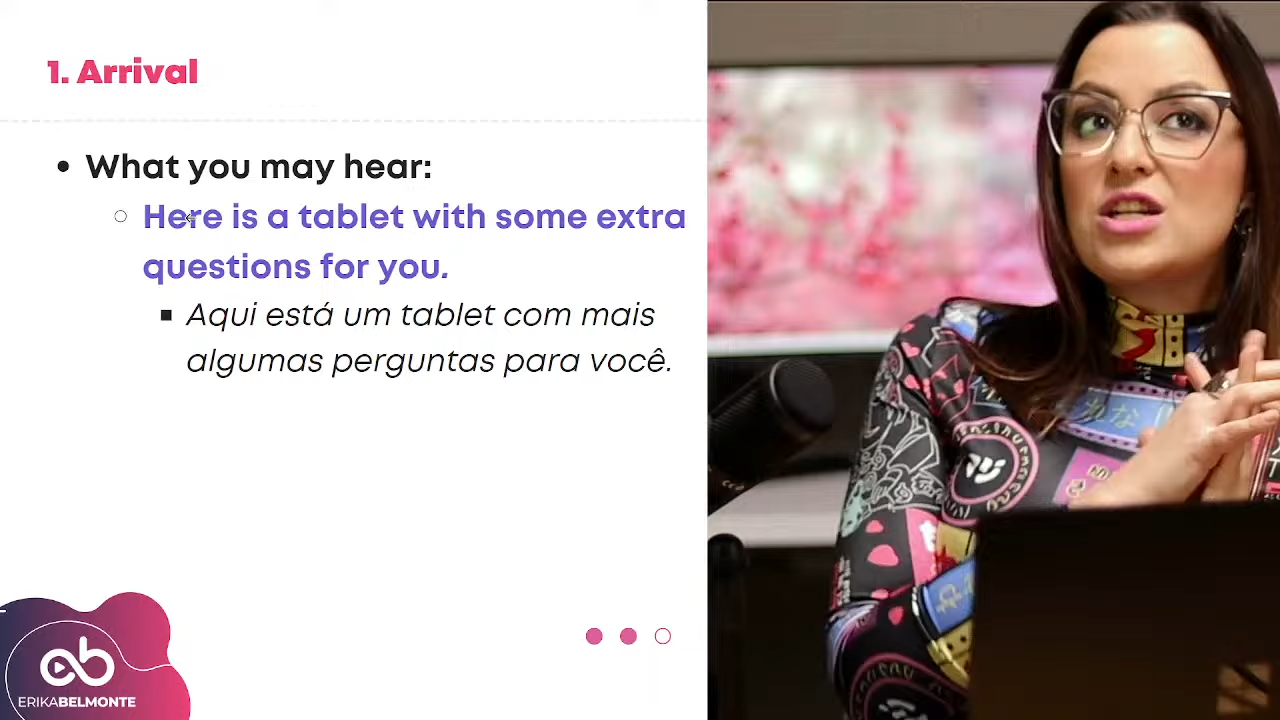 1. Arrival
What you may hear:
Here is a tablet with some extra
questions for you.
Aqui está um tablet com mais
algumas perguntas para você.
eb
ERIKABELMONTE